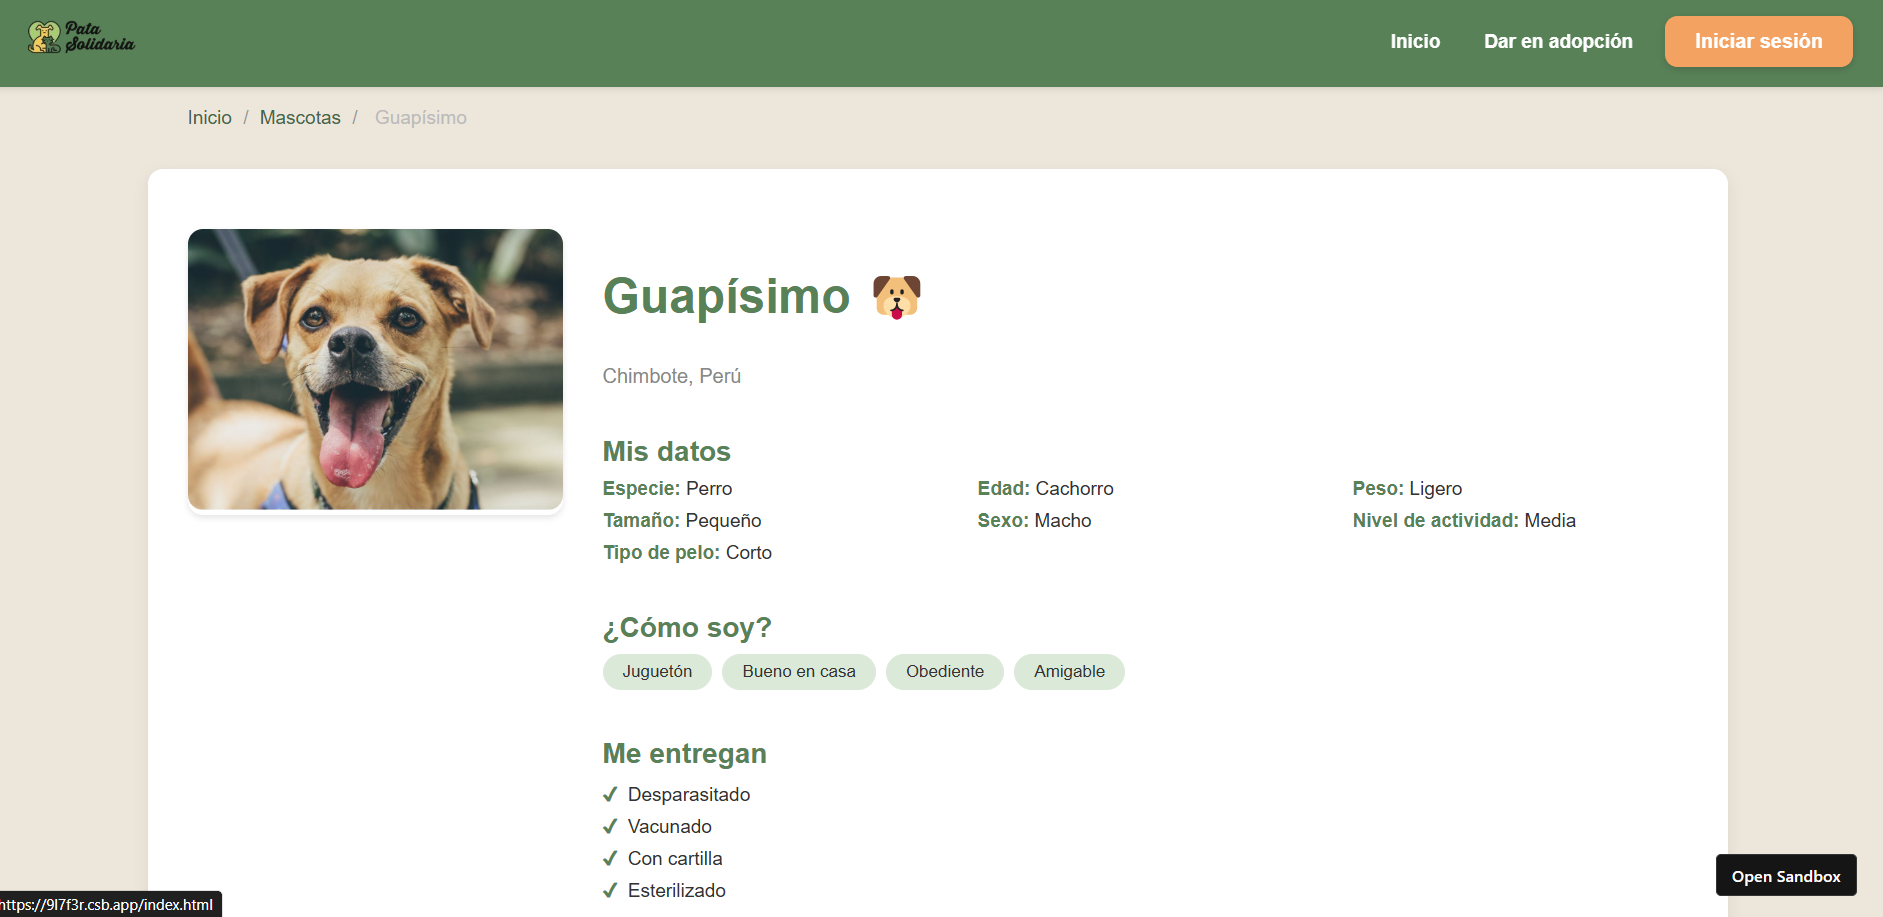 Pata
Solidaria
Inicio
Dar en adopción
Iniciar sesión
Inicio / Mascotas / Guapísimo
Guapísimo
Chimbote, Perú
Mis datos
Especie: Perro
Edad: Cachorro
Peso: Ligero
Tamaño: Pequeño
Sexo: Macho
Nivel de actividad: Media
Tipo de pelo: Corto
¿Cómo soy?
Juguetón
Bueno en casa
Obediente
Amigable
Me entregan
✓ Desparasitado
✓ Vacunado
✓ Con cartilla
✓ Esterilizado
Open Sandbox
https://9l7f3r.csb.app/index.html